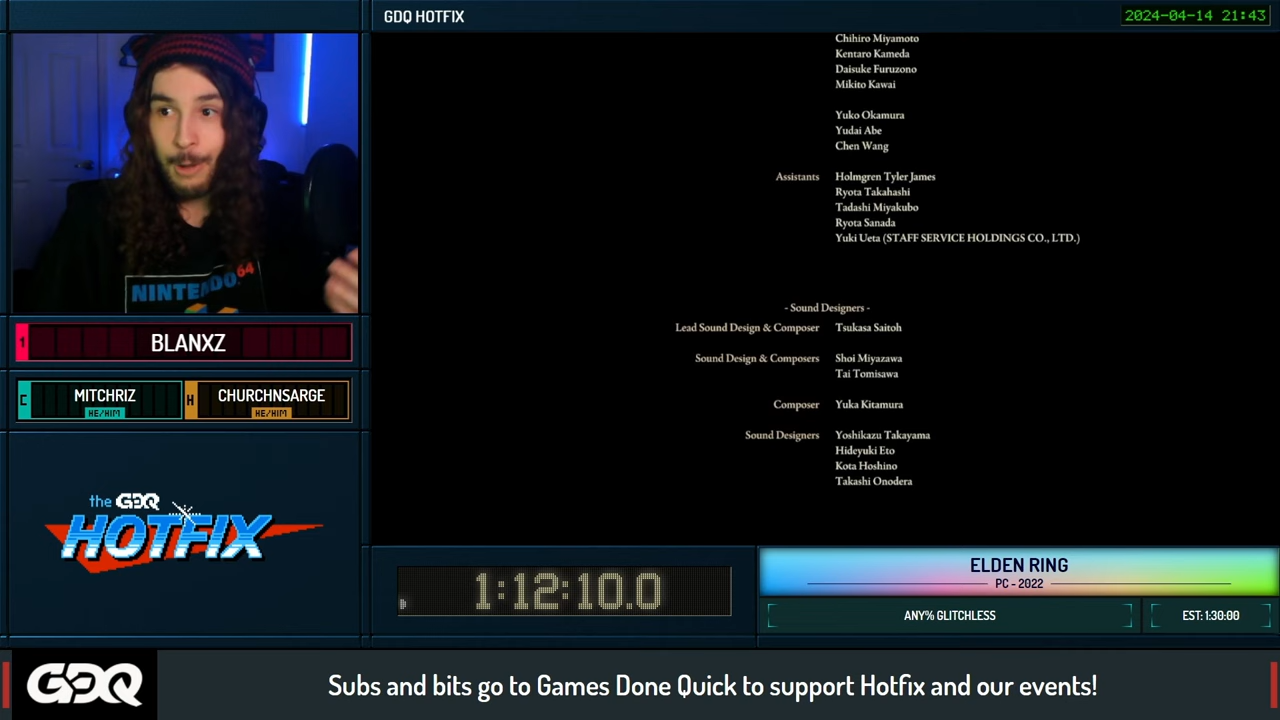 GDQ HOTFIX
2024-04-14 21:43
Chihiro Miyamoto
Kentaro Kameda
Daisuke Furuzono
Mikito Kawai
Yuko Okamura
Yudai Abe
Chen Wang
Assistants Holmgren Tyler James
Ryota Takahashi
Tadashi Miyakubo
Ryota Sanada
Yuki Ueta (STAFF SERVICE HOLDINGS CO., LTD.)
- Sound Designers -
Lead Sound Design & Composer Tsukasa Saitoh
Sound Design & Composers Shoi Miyazawa
Tai Tomisawa
Composer Yuka Kitamura
Sound Designers Yoshikazu Takayama
Hideyuki Eto
Kota Hoshino
Takashi Onodera
NINTENDO 64
1 BLANXZ
C MITCHRIZ
HE/HIM
H CHURCHNSARGE
HE/HIM
the GDQ
HOTFIX
1:12:10.0
ELDEN RING
PC - 2022
ANY% GLITCHLESS
EST: 1:30:00
GDQ
Subs and bits go to Games Done Quick to support Hotfix and our events!